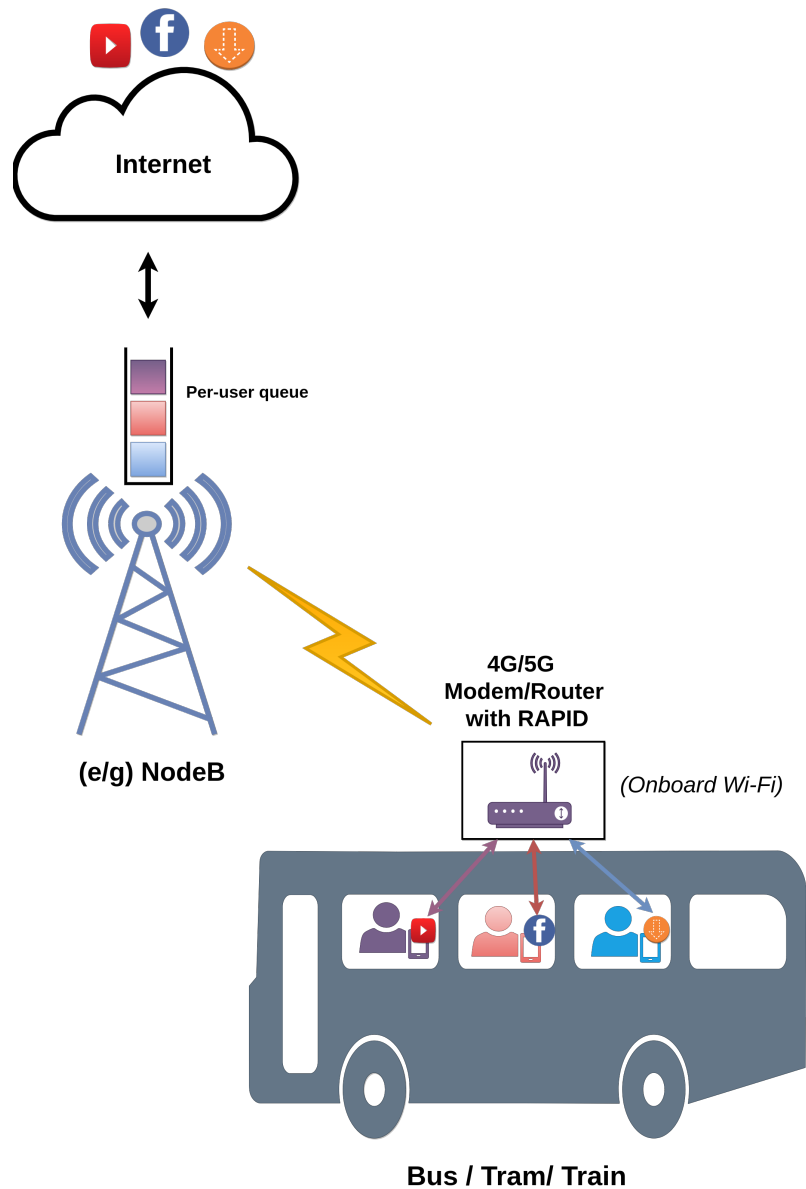 Internet
Per-user queue
4G/5G
Modem/Router
with RAPID
(e/g) NodeB
(Onboard Wi-Fi)
Bus / Tram/ Train